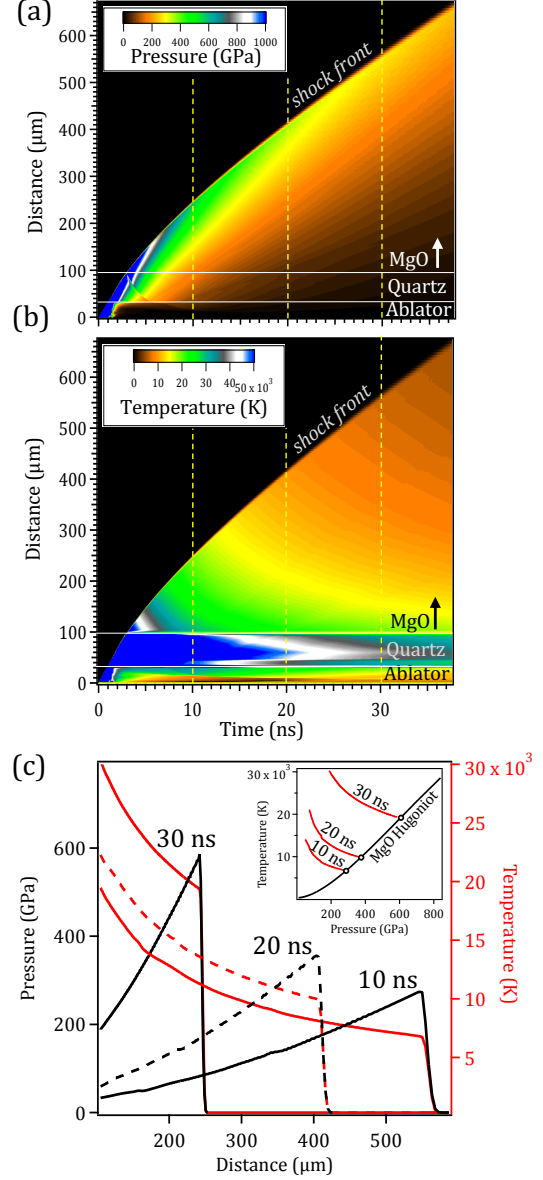 (a)
600
500
400
300
200
100
0
Distance (µm)
0 200 400 600 800 1000
Pressure (GPa)
shock front
MgO
Quartz
Ablator
(b)
600
500
400
300
200
100
0
Distance (µm)
0 10 20 30 40 50 x 10³
Temperature (K)
shock front
MgO
Quartz
Ablator
0 10 20 30
Time (ns)
(c)
600
400
200
0
Pressure (GPa)
30 ns
20 ns
10 ns
30 x 10³
25
20
15
10
5
Temperature (K)
200 300 400 500
Distance (µm)
30 x 10³
20
10
Temperature (K)
30 ns
20 ns
10 ns
MgO Hugoniot
200 400 600 800
Pressure (GPa)